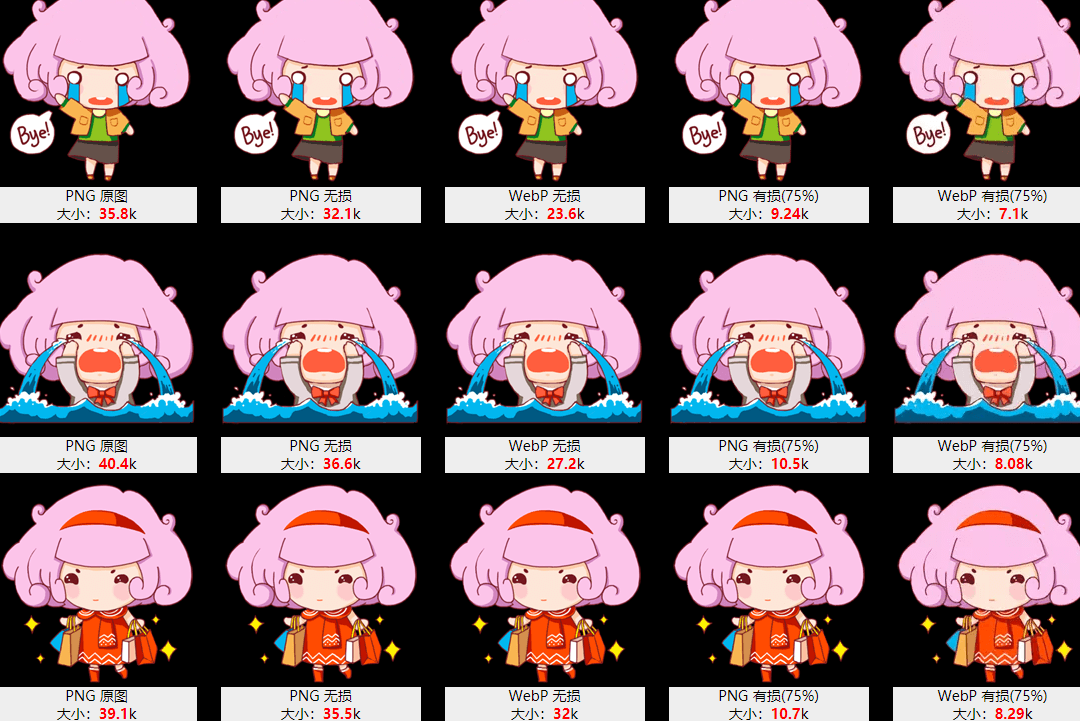 Bye! Bye! Bye! Bye! Bye!
PNG 原图 PNG 无损 WebP 无损 PNG 有损(75%) WebP 有损(75%)
大小：35.8k 大小：32.1k 大小：23.6k 大小：9.24k 大小：7.1k
PNG 原图 PNG 无损 WebP 无损 PNG 有损(75%) WebP 有损(75%)
大小：40.4k 大小：36.6k 大小：27.2k 大小：10.5k 大小：8.08k
PNG 原图 PNG 无损 WebP 无损 PNG 有损(75%) WebP 有损(75%)
大小：39.1k 大小：35.5k 大小：32k 大小：10.7k 大小：8.29k